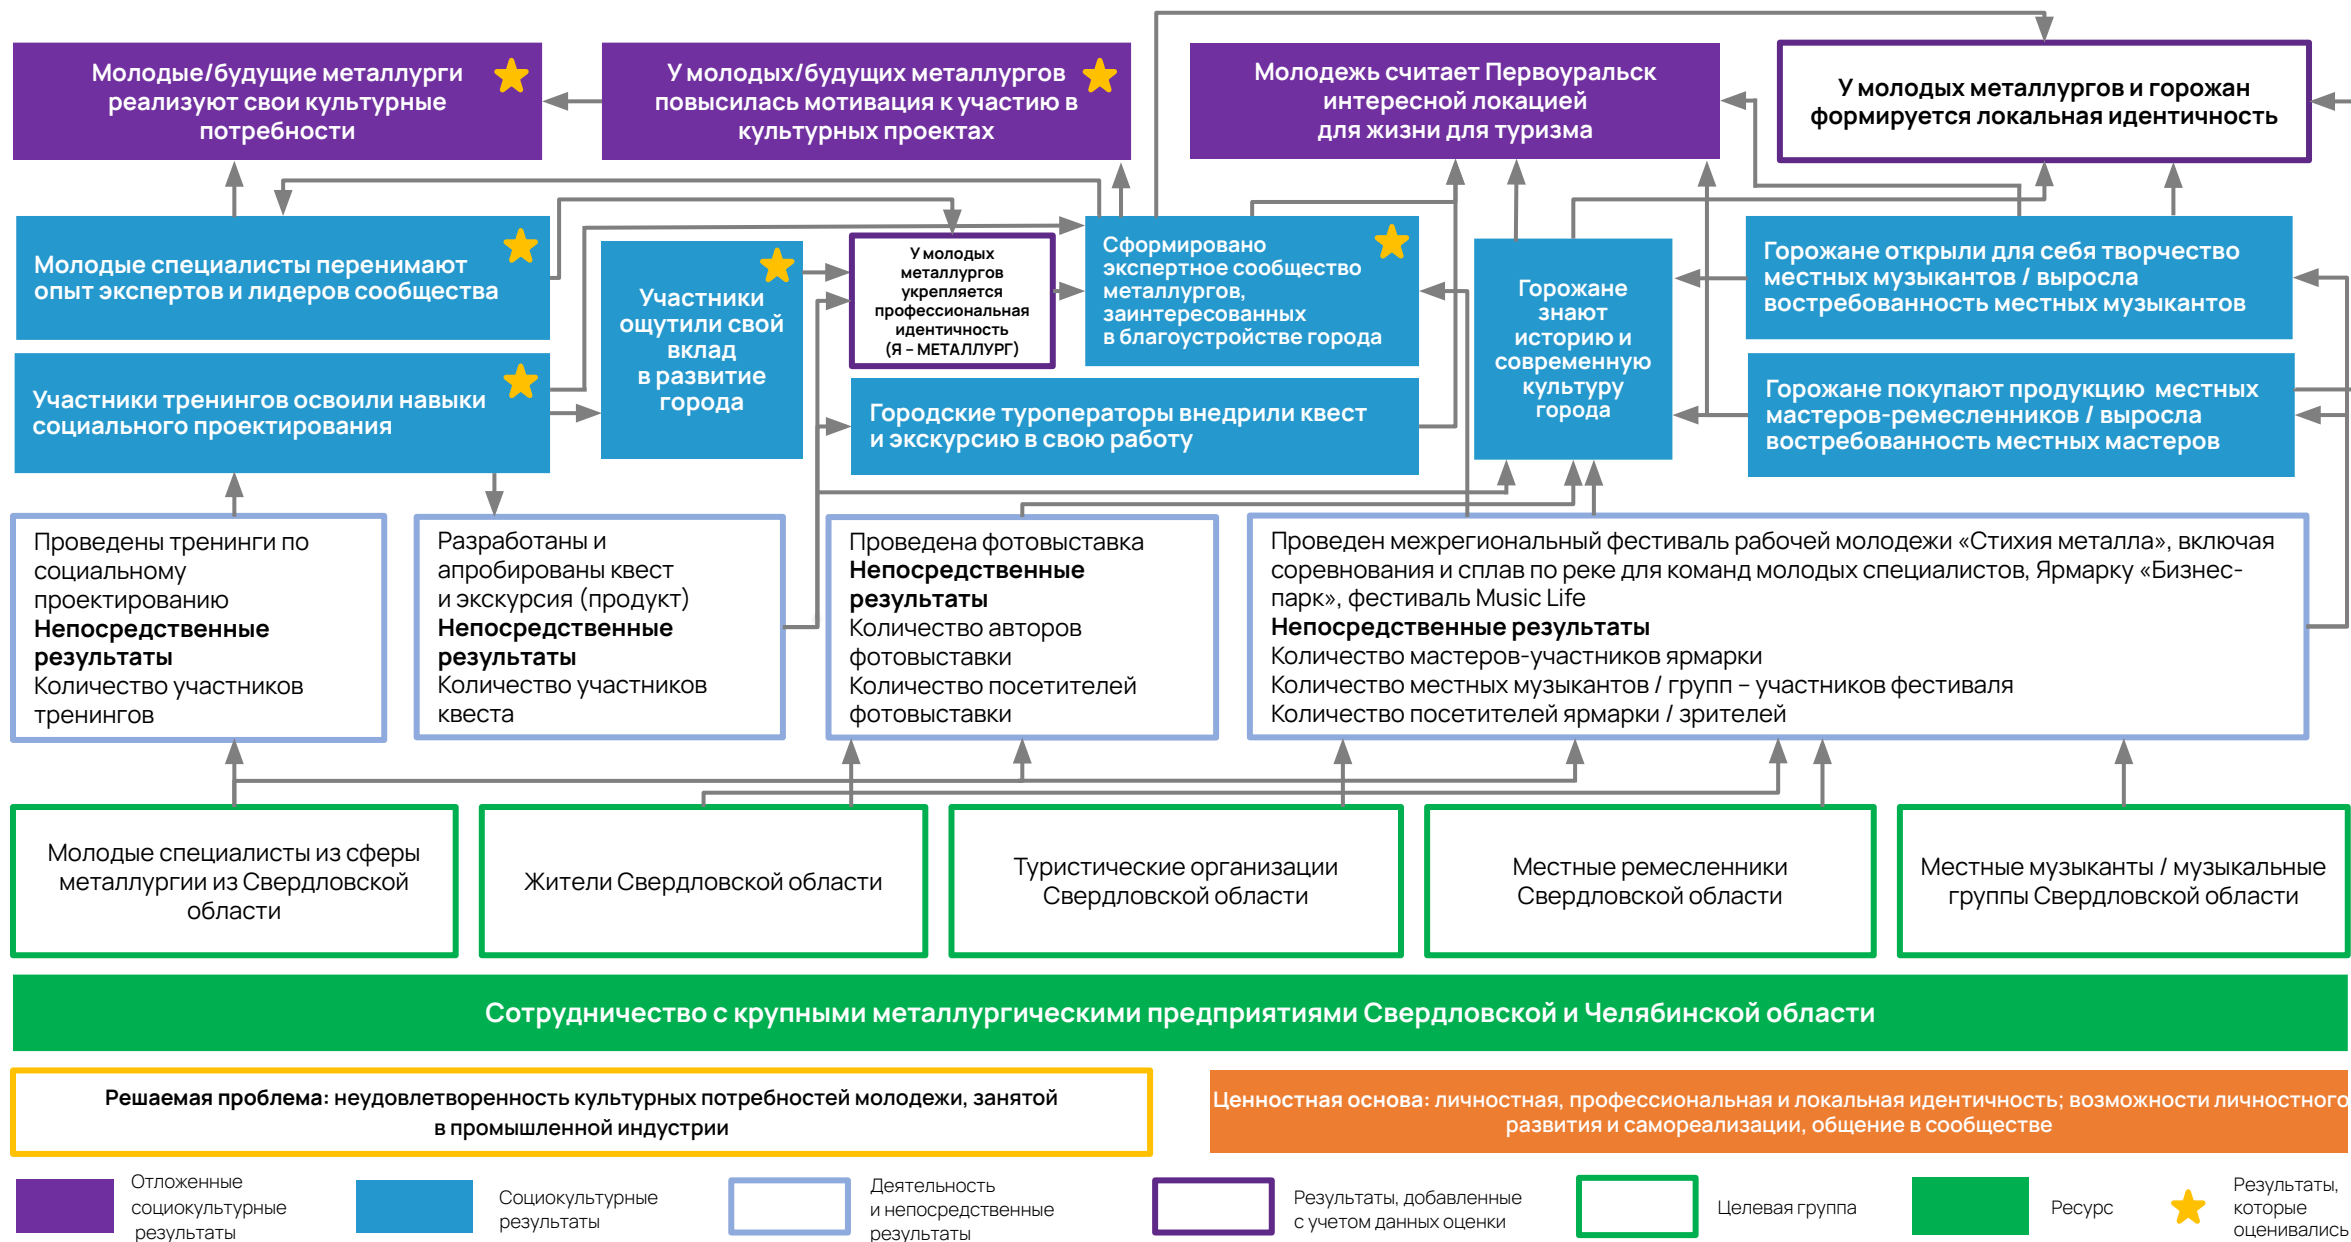 Молодые/будущие металлурги
реализуют свои культурные
потребности
У молодых/будущих металлургов
повысилась мотивация к участию в
культурных проектах
Молодежь считает Первоуральск
интересной локацией
для жизни для туризма
У молодых металлургов и горожан
формируется локальная идентичность
Молодые специалисты перенимают
опыт экспертов и лидеров сообщества
Участники тренингов освоили навыки
социального проектирования
Участники
ощутили свой
вклад
в развитие
города
У молодых
металлургов
укрепляется
профессиональная
идентичность
(Я – МЕТАЛЛУРГ)
Сформировано
экспертное сообщество
металлургов,
заинтересованных
в благоустройстве города
Городские туроператоры внедрили квест
и экскурсию в свою работу
Горожане
знают
историю и
современную
культуру
города
Горожане открыли для себя творчество
местных музыкантов / выросла
востребованность местных музыкантов
Горожане покупают продукцию местных
мастеров-ремесленников / выросла
востребованность местных мастеров
Проведены тренинги по
социальному
проектированию
Непосредственные
результаты
Количество участников
тренингов
Разработаны и
апробированы квест
и экскурсия (продукт)
Непосредственные
результаты
Количество участников
квеста
Проведена фотовыставка
Непосредственные
результаты
Количество авторов
фотовыставки
Количество посетителей
фотовыставки
Проведен межрегиональный фестиваль рабочей молодежи «Стихия металла», включая
соревнования и сплав по реке для команд молодых специалистов, Ярмарку «Бизнес-
парк», фестиваль Music Life
Непосредственные результаты
Количество мастеров-участников ярмарки
Количество местных музыкантов / групп – участников фестиваля
Количество посетителей ярмарки / зрителей
Молодые специалисты из сферы
металлургии из Свердловской
области
Жители Свердловской области
Туристические организации
Свердловской области
Местные ремесленники
Свердловской области
Местные музыканты / музыкальные
группы Свердловской области
Сотрудничество с крупными металлургическими предприятиями Свердловской и Челябинской области
Решаемая проблема: неудовлетворенность культурных потребностей молодежи, занятой
в промышленной индустрии
Ценностная основа: личностная, профессиональная и локальная идентичность; возможности личностного
развития и самореализации, общение в сообществе
Отложенные
социокультурные
результаты
Социокультурные
результаты
Деятельность
и непосредственные
результаты
Результаты, добавленные
с учетом данных оценки
Целевая группа
Ресурс
Результаты,
которые
оценивались